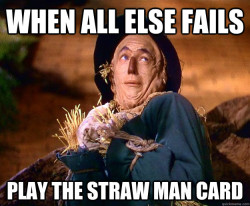 WHEN ALL ELSE FAILS
PLAY THE STRAW MAN CARD